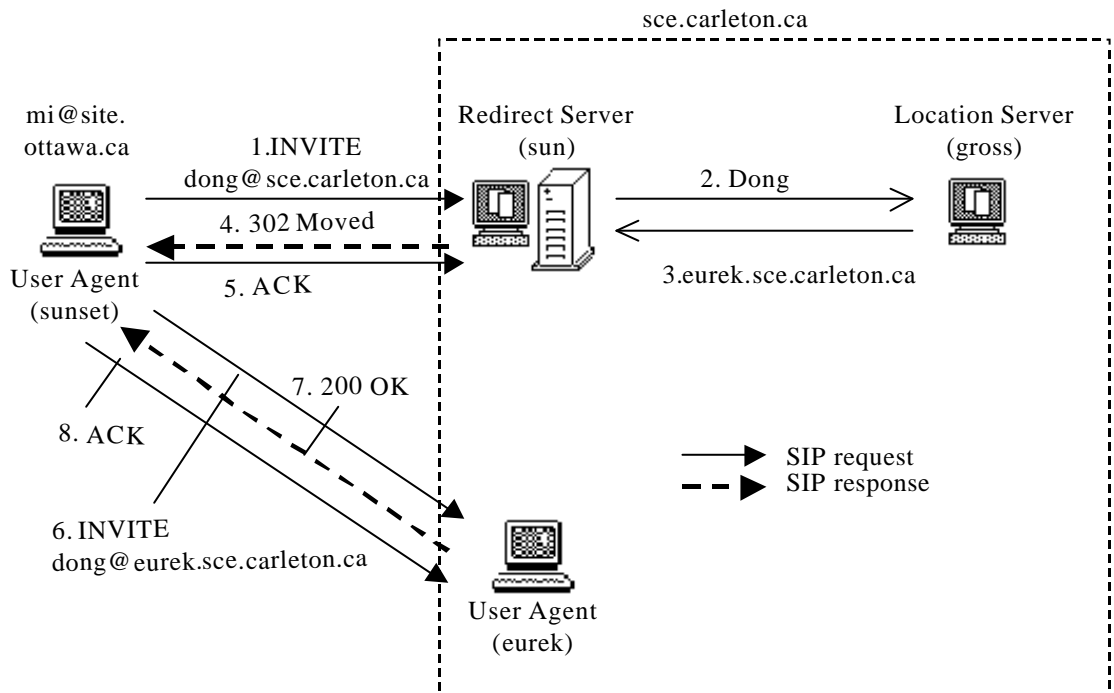 sce.carleton.ca
mi@site.
ottawa.ca
Redirect Server
(sun)
Location Server
(gross)
1.INVITE
dong@sce.carleton.ca
2. Dong
4. 302 Moved
3.eurek.sce.carleton.ca
5. ACK
User Agent
(sunset)
7. 200 OK
8. ACK
SIP request
SIP response
6. INVITE
dong@eurek.sce.carleton.ca
User Agent
(eurek)